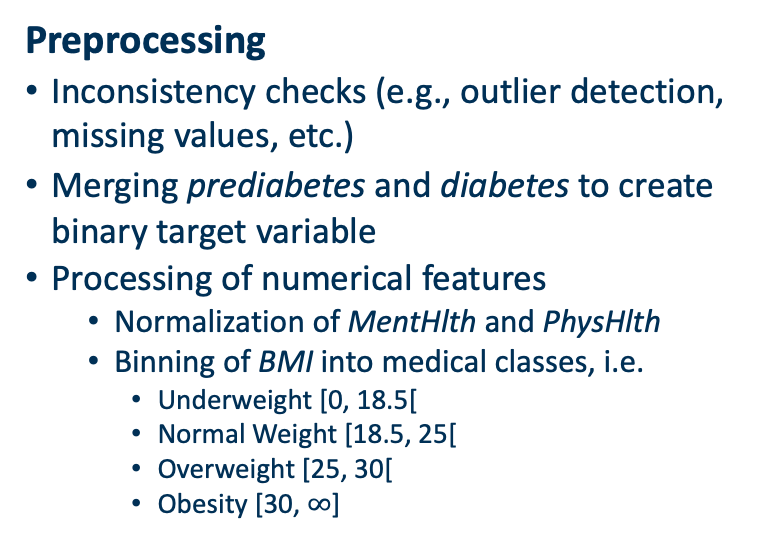 Preprocessing
• Inconsistency checks (e.g., outlier detection,
missing values, etc.)
• Merging prediabetes and diabetes to create
binary target variable
• Processing of numerical features
• Normalization of MentHlth and PhysHlth
• Binning of BMI into medical classes, i.e.
• Underweight [0, 18.5[
• Normal Weight [18.5, 25[
• Overweight [25, 30[
• Obesity [30, ∞]